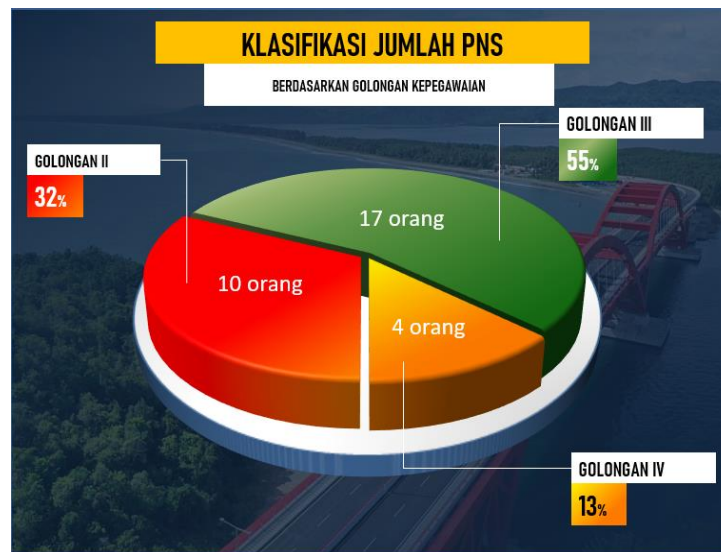 KLASIFIKASI JUMLAH PNS
BERDASARKAN GOLONGAN KEPEGAWAIAN
GOLONGAN III
55%
GOLONGAN II
32%
17 orang
10 orang
4 orang
GOLONGAN IV
13%